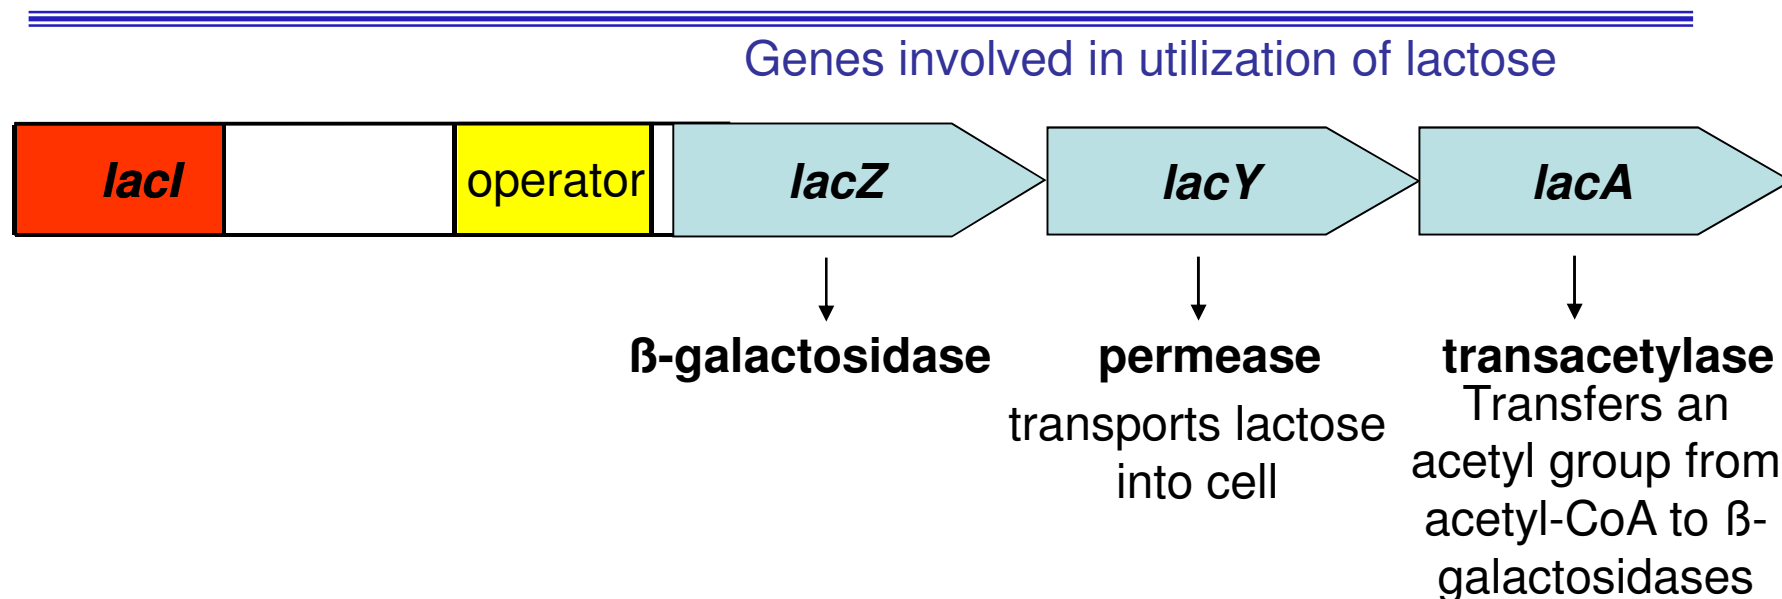 Genes involved in utilization of lactose
lacI operator lacZ lacY lacA
ß-galactosidase permease transacetylase
transports lactose
into cell
Transfers an
acetyl group from
acetyl-CoA to ß-
galactosidases